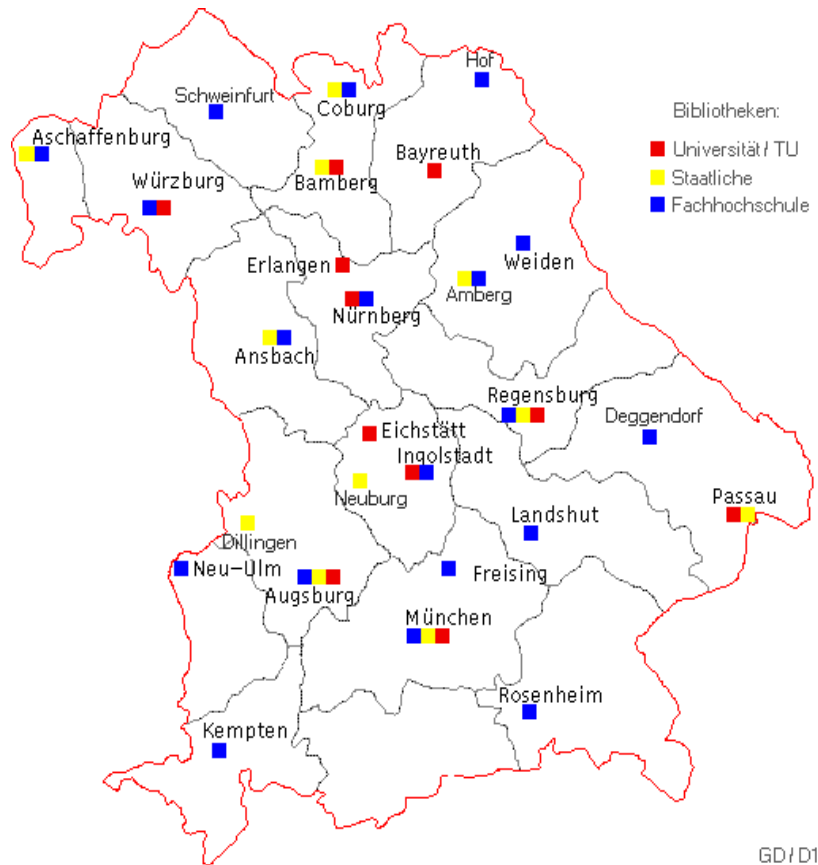 Hof
Schweinfurt
Coburg
Bibliotheken:
Aschaffenburg
Universität / TU
Bayreuth
Bamberg
Staatliche
Würzburg
Fachhochschule
Weiden
Erlangen
Amberg
Nürnberg
Ansbach
Regensburg
Deggendorf
Eichstätt
Ingolstadt
Neuburg
Passau
Landshut
Dillingen
Neu-Ulm
Freising
Augsburg
München
Rosenheim
Kempten
GD / D1